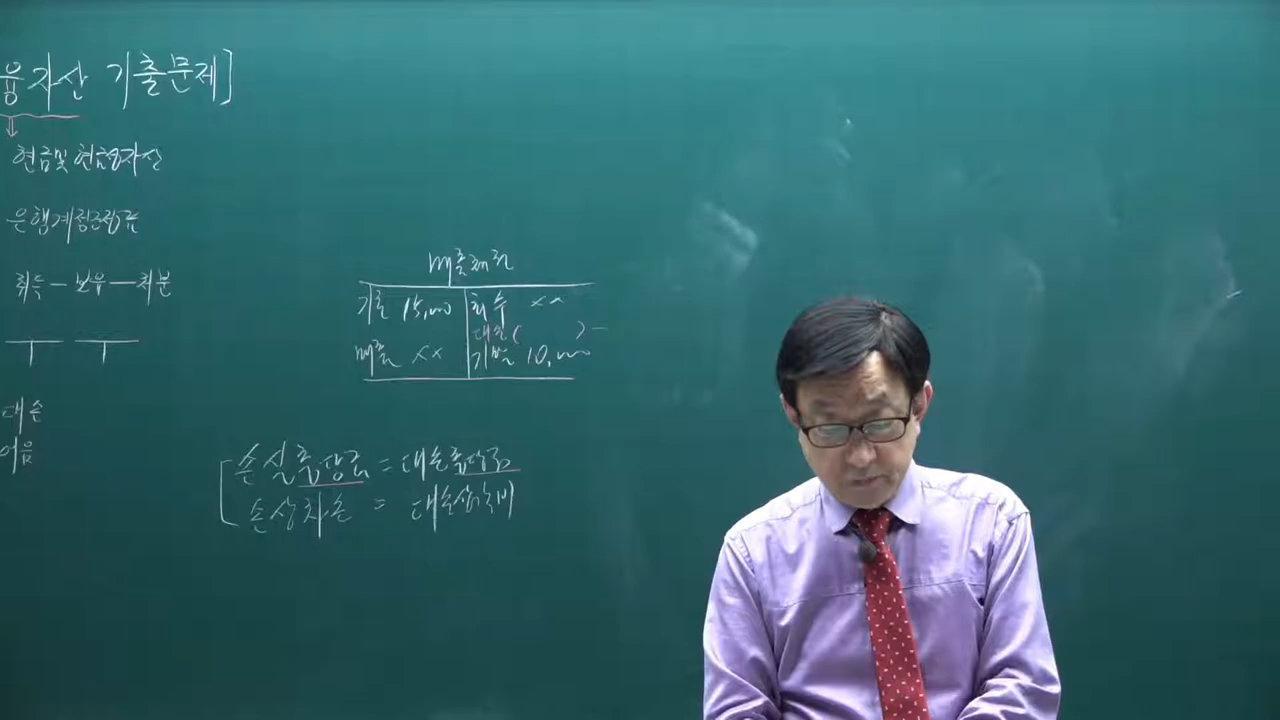 융자산 기출문제]
현금및현금성자산
은행계정조정표
취득 - 보유 - 처분
대손
어음
매출채권
기초 15,000 회수 xx
대손 ( )
매출 xx 기말 10,000
손실충당금 = 대손충당금
손상차손 = 대손상각비